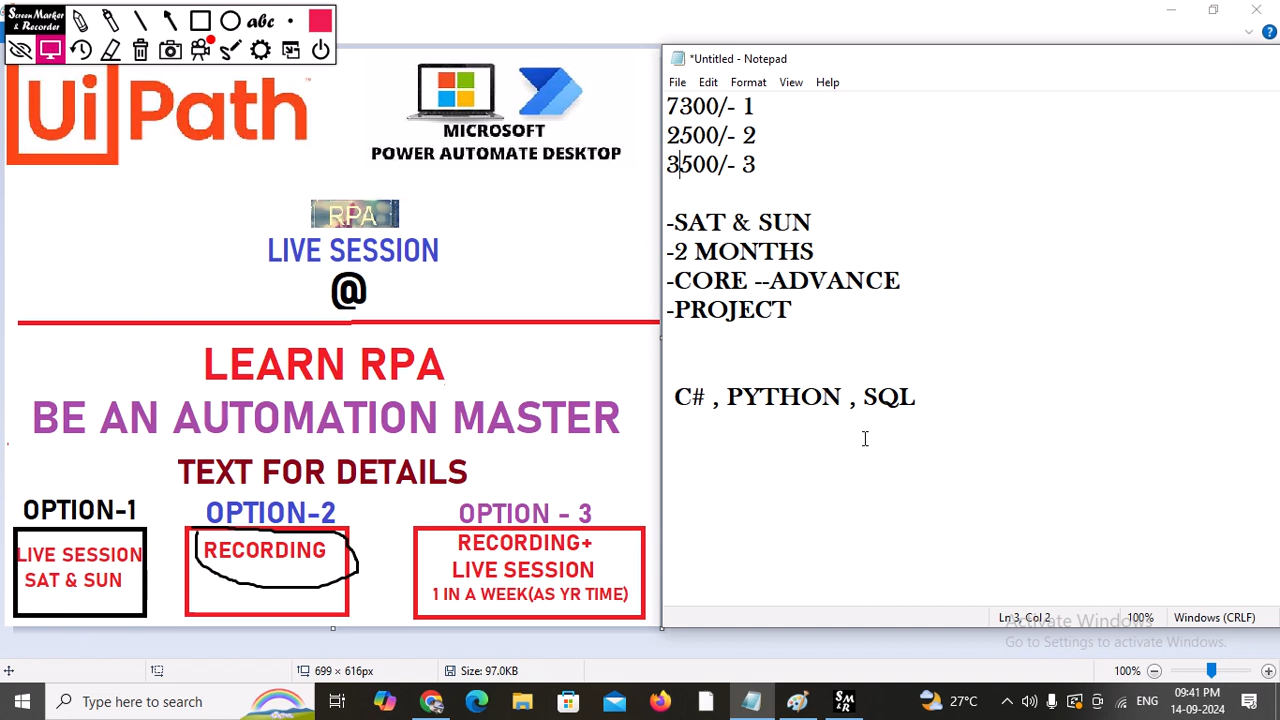 Screen Marker
& Recorder
abc
UiPath™
MICROSOFT
POWER AUTOMATE DESKTOP
RPA
LIVE SESSION
@
LEARN RPA
BE AN AUTOMATION MASTER
TEXT FOR DETAILS
OPTION-1
OPTION-2
OPTION - 3
LIVE SESSION
SAT & SUN
RECORDING
RECORDING+
LIVE SESSION
1 IN A WEEK(AS YR TIME)
*Untitled - Notepad
File Edit Format View Help
7300/- 1
2500/- 2
3500/- 3
-SAT & SUN
-2 MONTHS
-CORE --ADVANCE
-PROJECT
C# , PYTHON , SQL
Ln 3, Col 2 100% Windows (CRLF)
Activate Windows
Go to Settings to activate Windows.
699 × 616px
Size: 97.0KB
100%
Type here to search
27°C
ENG
09:41 PM
14-09-2024